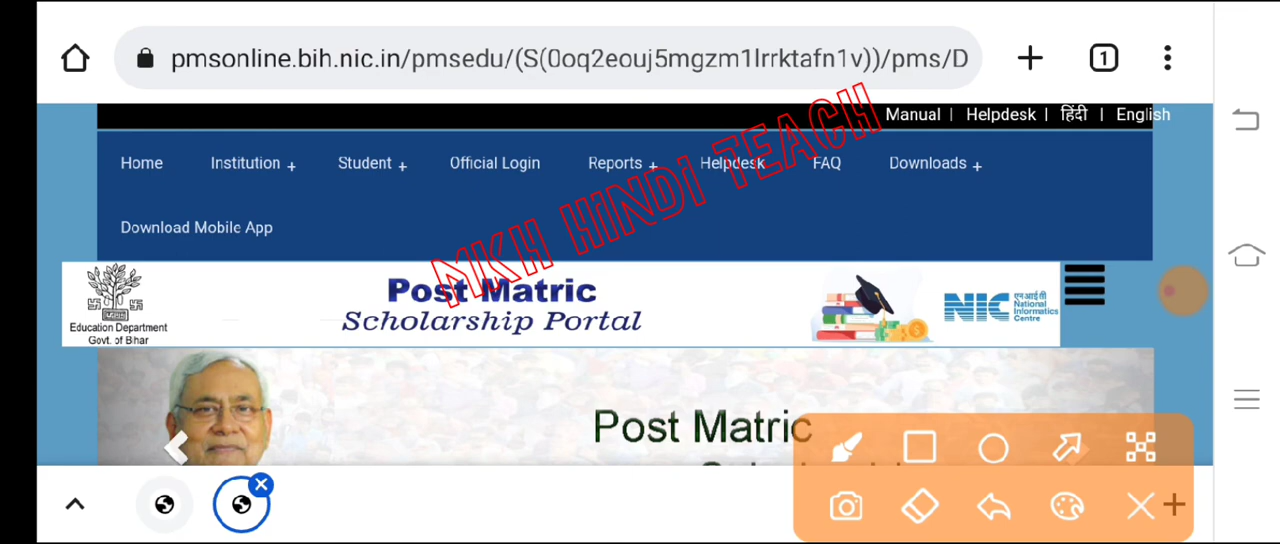 pmsonline.bih.nic.in/pmsedu/(S(0oq2eouj5mgzm1lrrktafn1v))/pms/D
1
Manual | Helpdesk | हिंदी | English
Home Institution + Student + Official Login Reports + Helpdesk FAQ Downloads +
Download Mobile App
MKH HINDI TEACH
Education Department
Govt. of Bihar
Post Matric
Scholarship Portal
NIC एन आई सी
National
Informatics
Centre
Post Matric